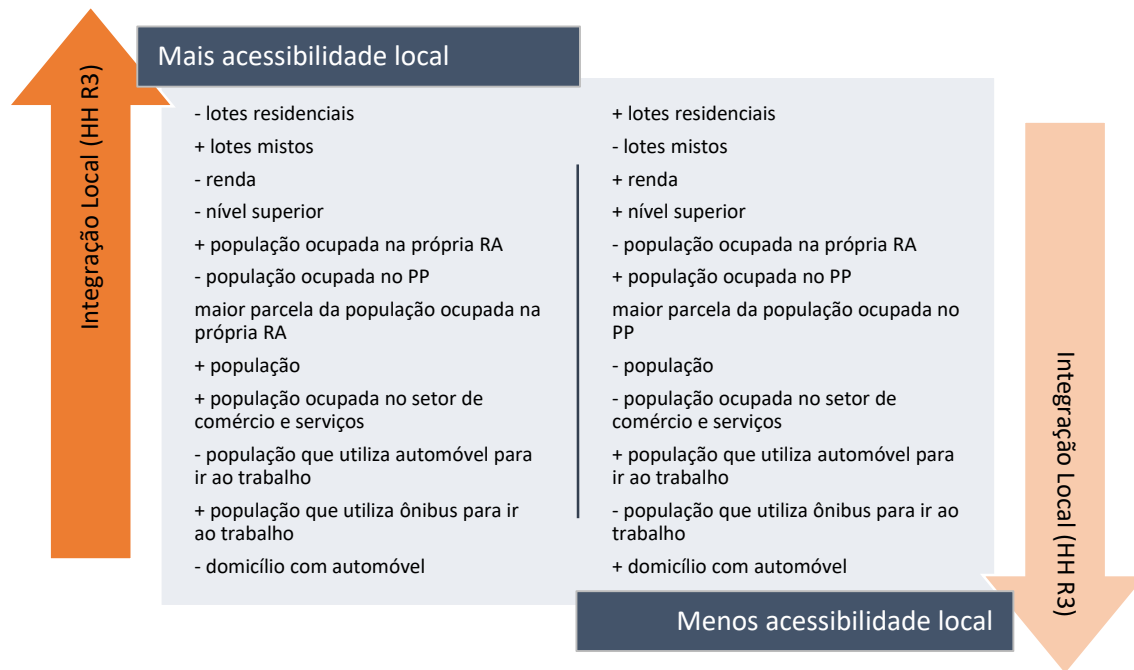 Integração Local (HH R3)
Mais acessibilidade local
- lotes residenciais
+ lotes mistos
- renda
- nível superior
+ população ocupada na própria RA
- população ocupada no PP
maior parcela da população ocupada na
própria RA
+ população
+ população ocupada no setor de
comércio e serviços
- população que utiliza automóvel para
ir ao trabalho
+ população que utiliza ônibus para ir
ao trabalho
- domicílio com automóvel
+ lotes residenciais
- lotes mistos
+ renda
+ nível superior
- população ocupada na própria RA
+ população ocupada no PP
maior parcela da população ocupada no
PP
- população
- população ocupada no setor de
comércio e serviços
+ população que utiliza automóvel para
ir ao trabalho
- população que utiliza ônibus para ir ao
trabalho
+ domicílio com automóvel
Menos acessibilidade local
Integração Local (HH R3)